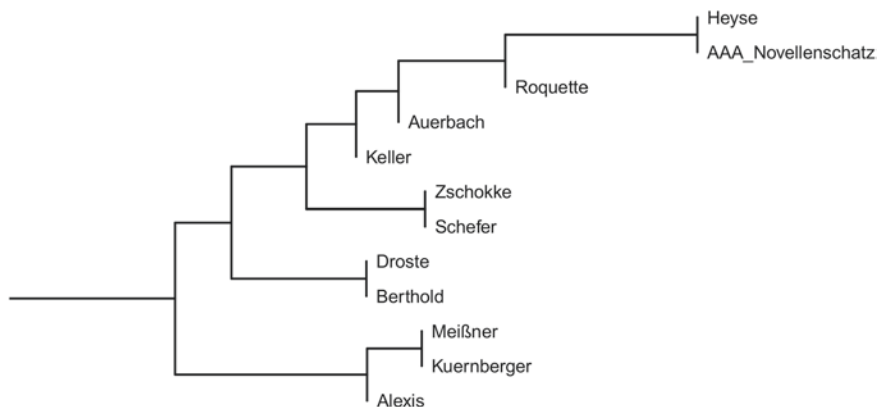 Heyse
AAA_Novellenschatz
Roquette
Auerbach
Keller
Zschokke
Schefer
Droste
Berthold
Meißner
Kuernberger
Alexis